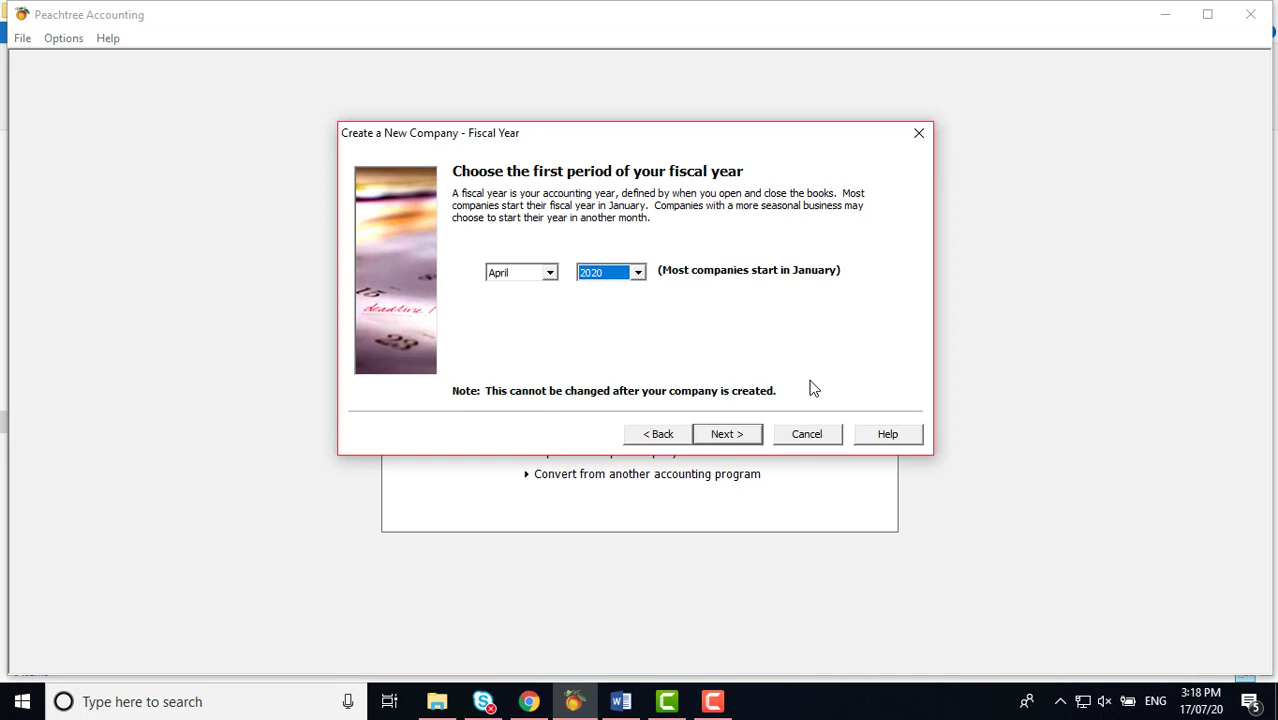 Peachtree Accounting
File Options Help
Create a New Company - Fiscal Year
Choose the first period of your fiscal year
A fiscal year is your accounting year, defined by when you open and close the books. Most
companies start their fiscal year in January. Companies with a more seasonal business may
choose to start their year in another month.
April 2020 (Most companies start in January)
15
deadline!
23
Note: This cannot be changed after your company is created.
< Back Next > Cancel Help
Convert from another accounting program
Type here to search
ENG
3:18 PM
17/07/20
5